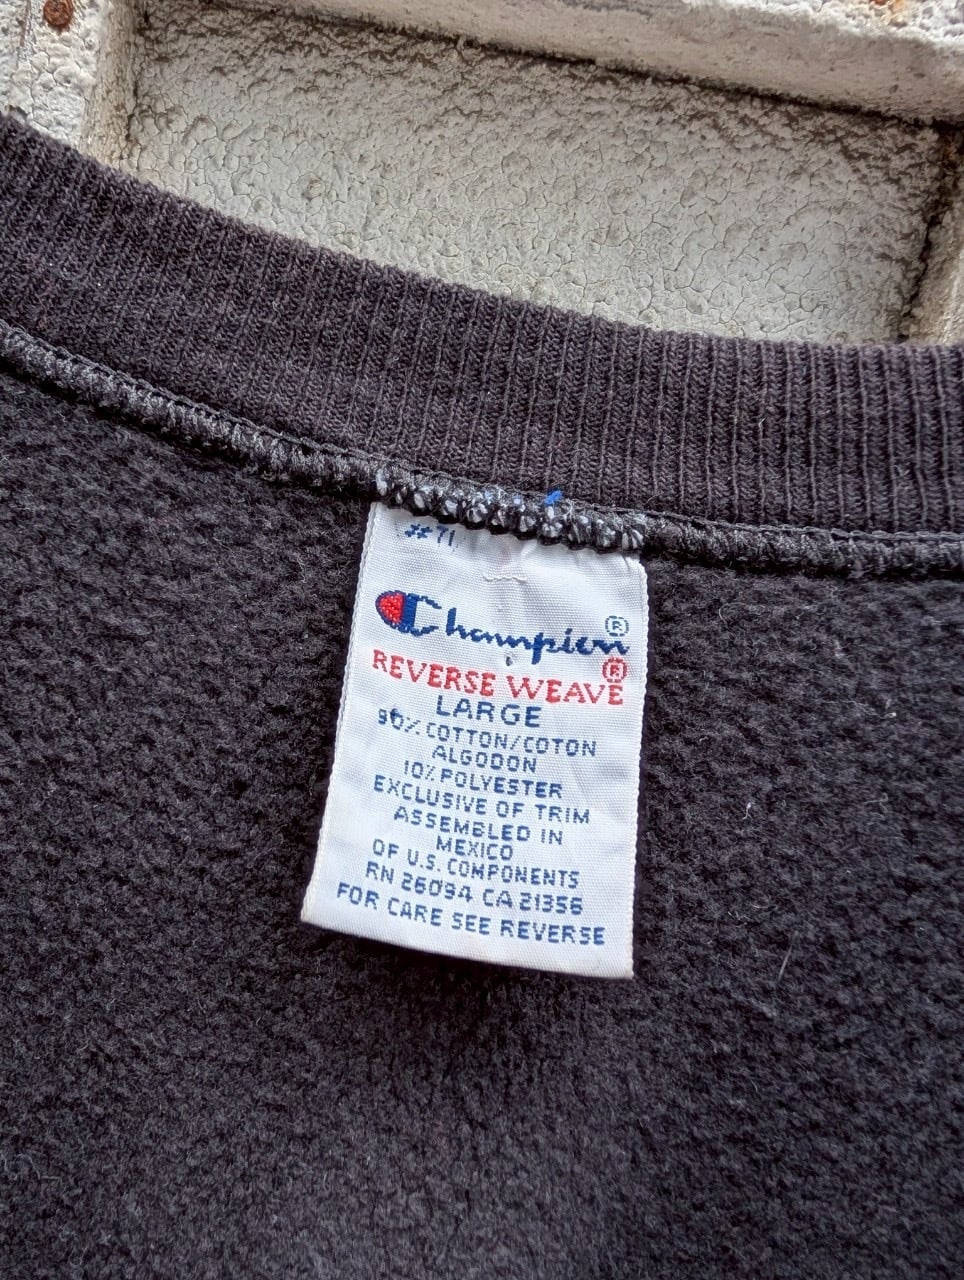 #71
Champion®
REVERSE WEAVE®
LARGE
90% COTTON/COTON
ALGODON
10% POLYESTER
EXCLUSIVE OF TRIM
ASSEMBLED IN
MEXICO
OF U.S. COMPONENTS
RN 26094 CA 21356
FOR CARE SEE REVERSE